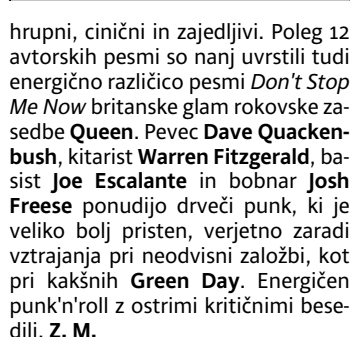 hrupni, cinični in zajedljivi. Poleg 12
avtorskih pesmi so nanj uvrstili tudi
energično različico pesmi Don't Stop
Me Now britanske glam rokovske za-
sedbe Queen. Pevec Dave Quacken-
bush, kitarist Warren Fitzgerald, ba-
sist Joe Escalante in bobnar Josh
Freese ponudijo drveči punk, ki je
veliko bolj pristen, verjetno zaradi
vztrajanja pri neodvisni založbi, kot
pri kakšnih Green Day. Energičen
punk'n'roll z ostrimi kritičnimi bese-
dili. Z. M.